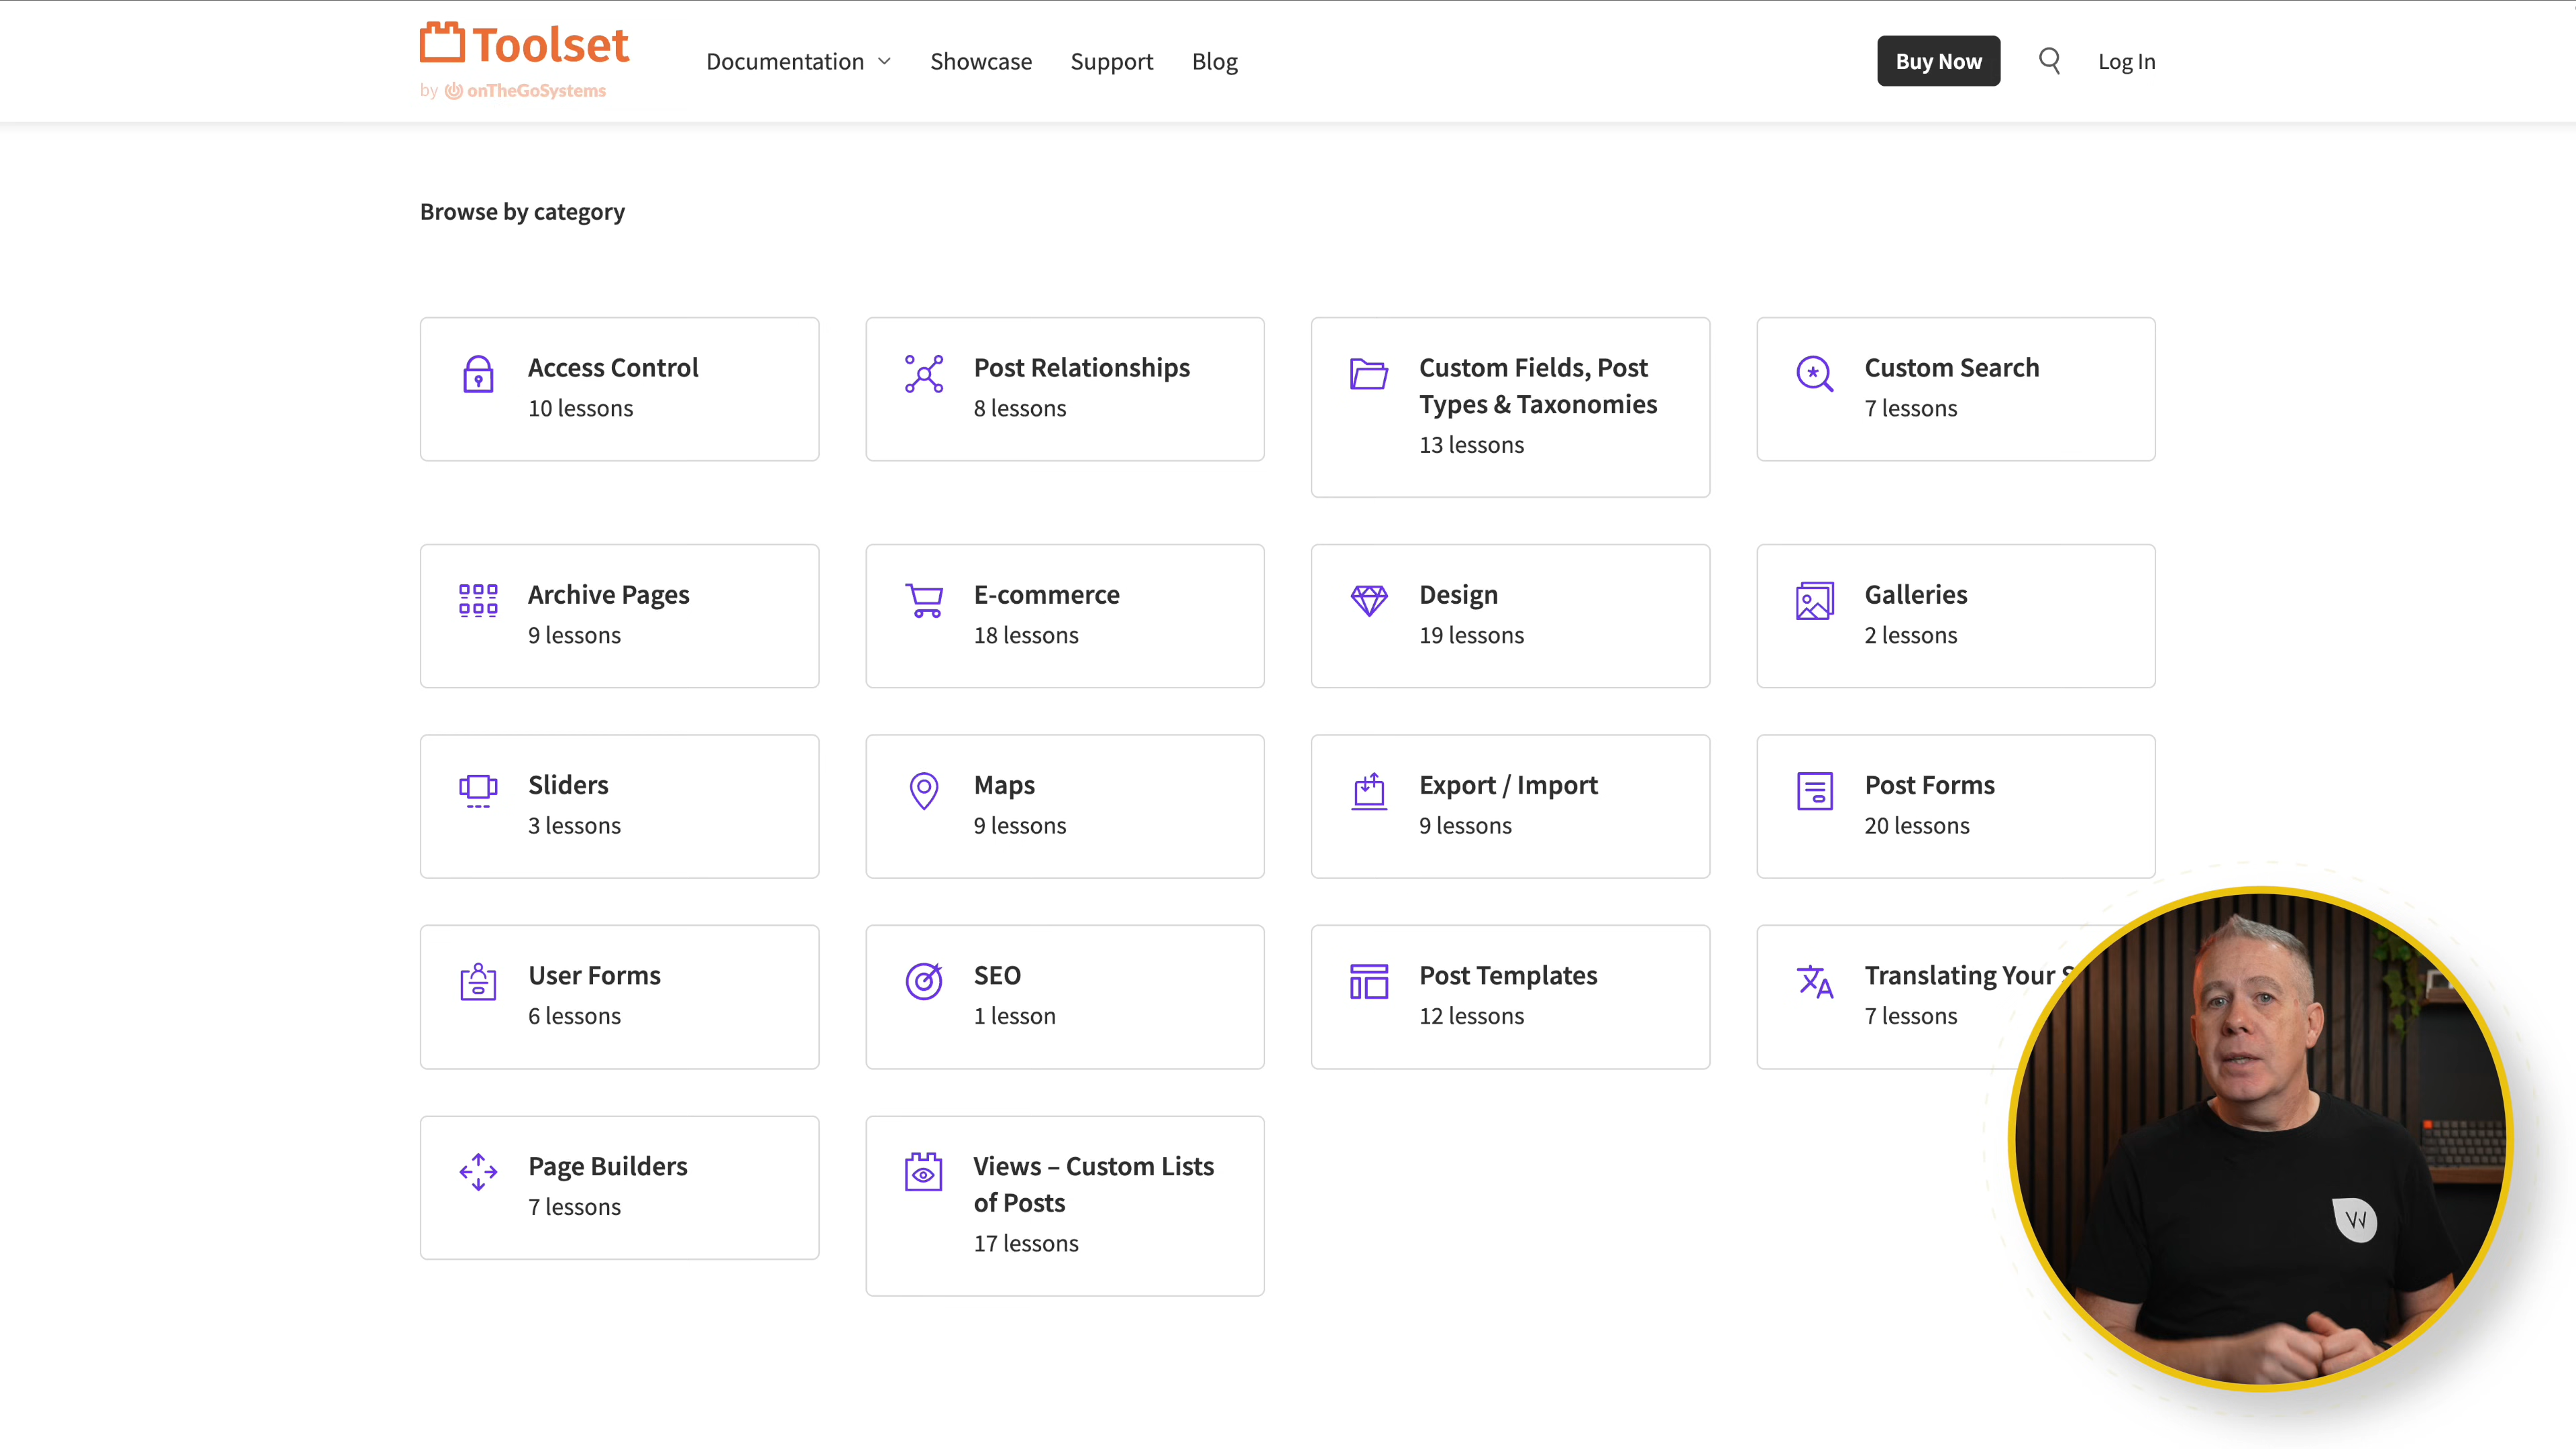 Toolset
by onTheGoSystems
Documentation
Showcase
Support
Blog
Buy Now
Log In
Browse by category
Access Control
10 lessons
Post Relationships
8 lessons
Custom Fields, Post
Types & Taxonomies
13 lessons
Custom Search
7 lessons
Archive Pages
9 lessons
E-commerce
18 lessons
Design
19 lessons
Galleries
2 lessons
Sliders
3 lessons
Maps
9 lessons
Export / Import
9 lessons
Post Forms
20 lessons
User Forms
6 lessons
SEO
1 lesson
Post Templates
12 lessons
Translating Your
7 lessons
Page Builders
7 lessons
Views – Custom Lists
of Posts
17 lessons
W